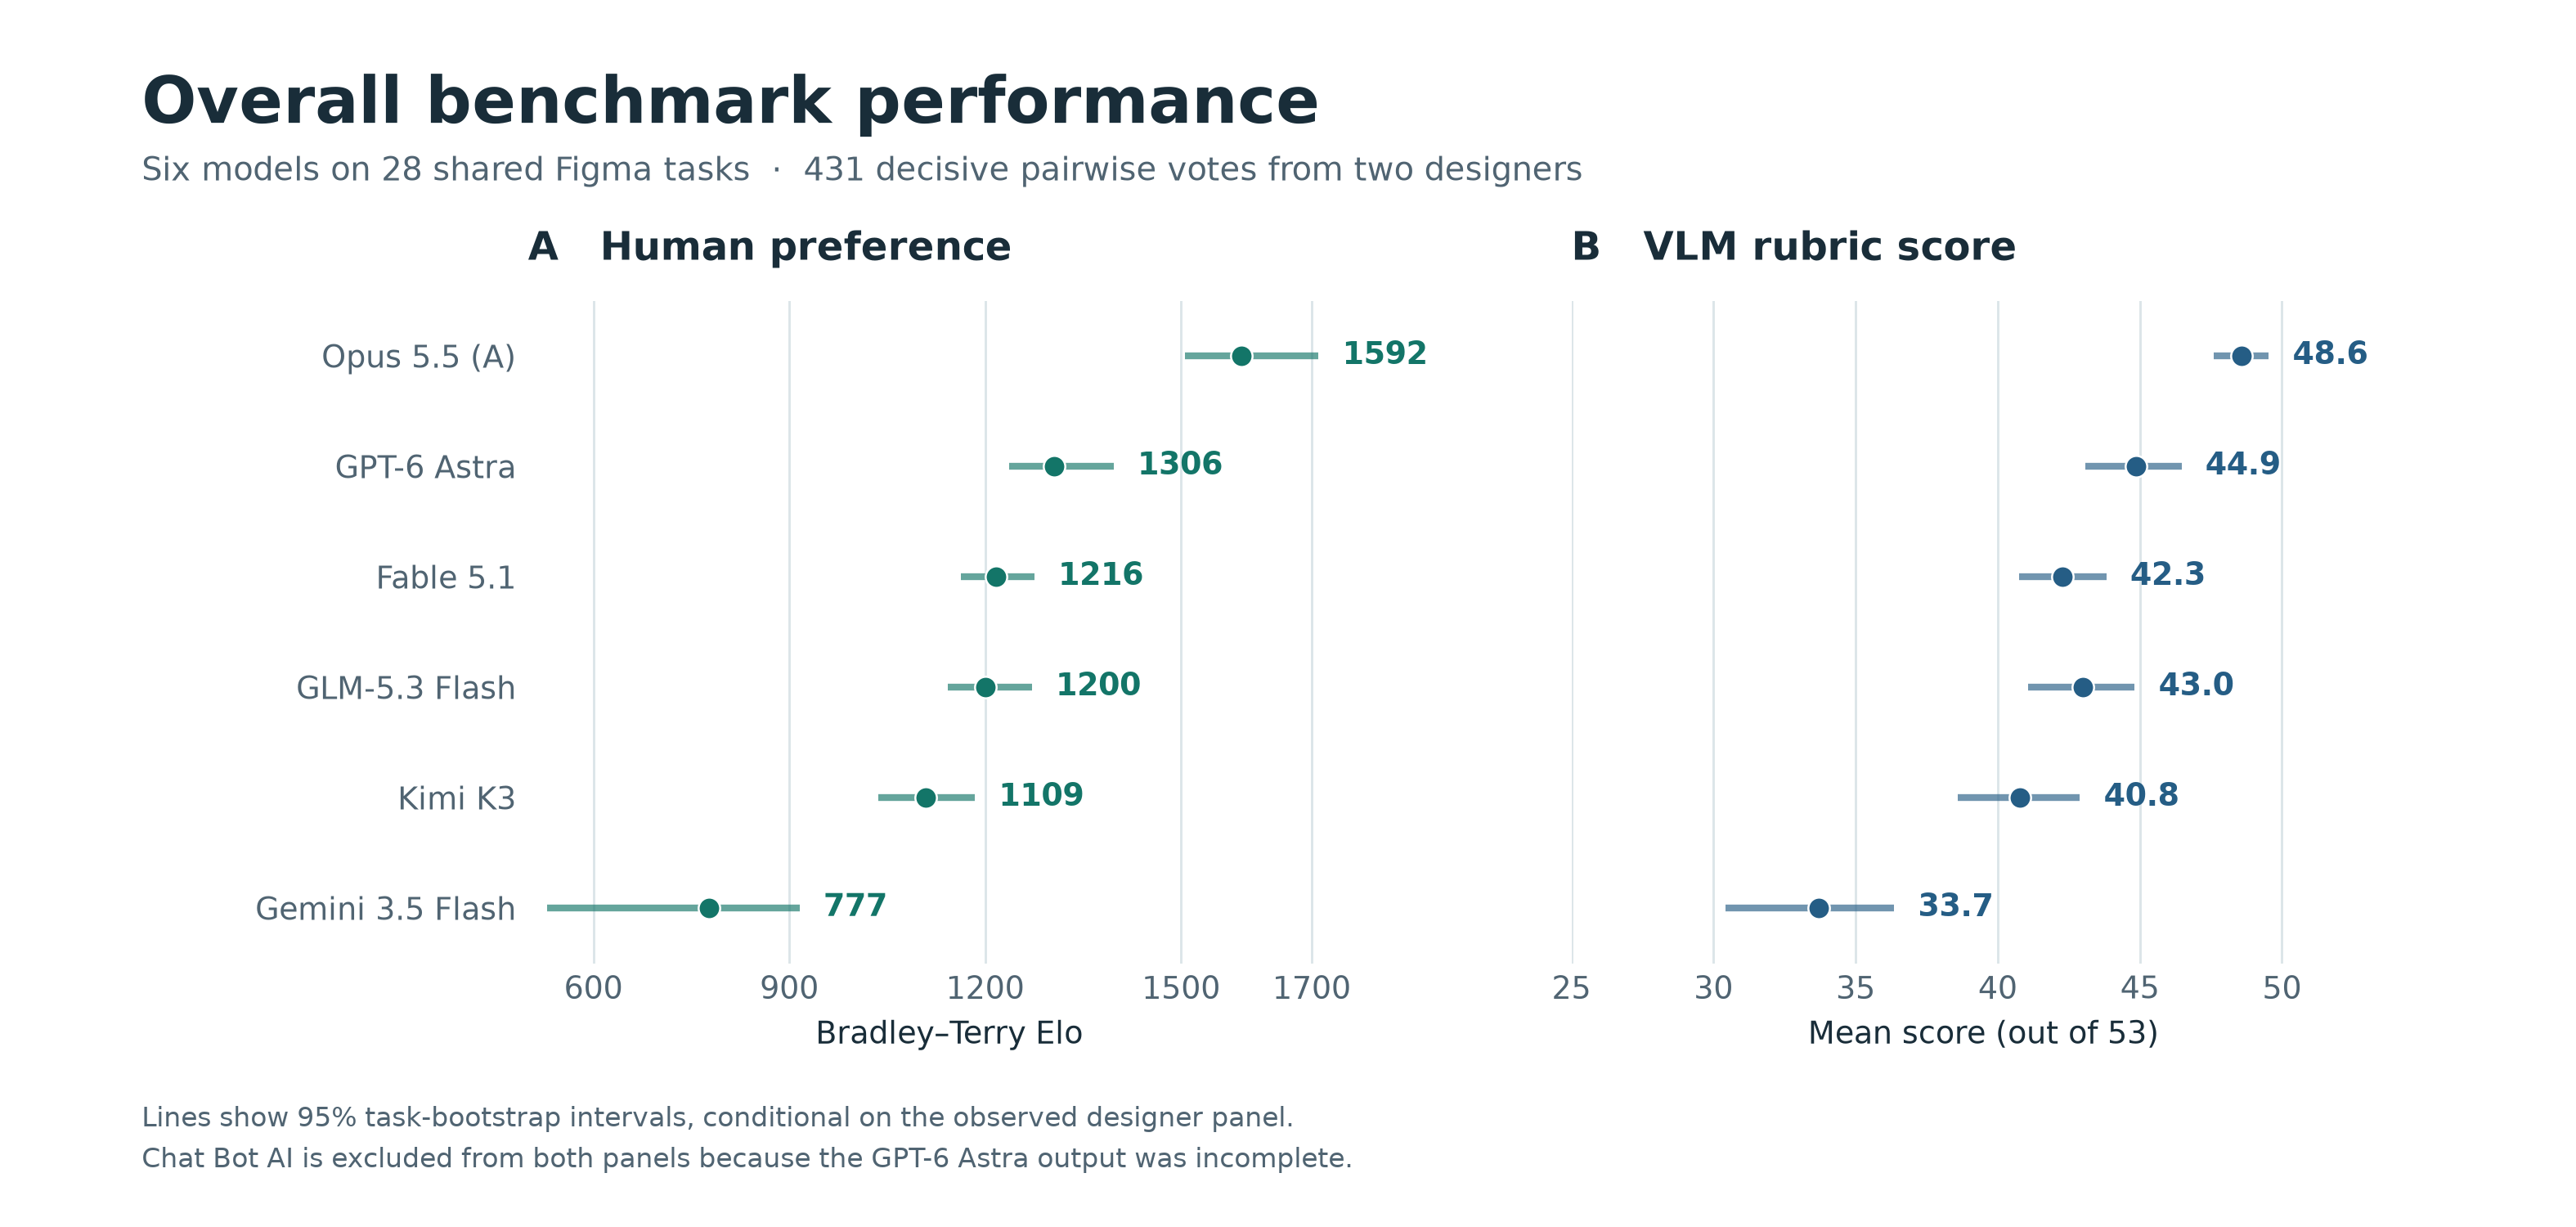 Overall benchmark performance
Six models on 28 shared Figma tasks · 431 decisive pairwise votes from two designers
A Human preference
B VLM rubric score
Opus 5.5 (A) 1592 48.6
GPT-6 Astra 1306 44.9
Fable 5.1 1216 42.3
GLM-5.3 Flash 1200 43.0
Kimi K3 1109 40.8
Gemini 3.5 Flash 777 33.7
600 900 1200 1500 1700
25 30 35 40 45 50
Bradley–Terry Elo
Mean score (out of 53)
Lines show 95% task-bootstrap intervals, conditional on the observed designer panel.
Chat Bot AI is excluded from both panels because the GPT-6 Astra output was incomplete.